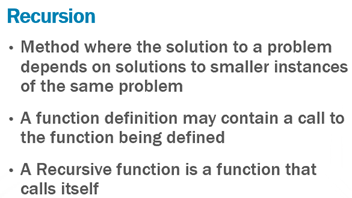 Recursion
• Method where the solution to a problem
depends on solutions to smaller instances
of the same problem
• A function definition may contain a call to
the function being defined
• A Recursive function is a function that
calls itself